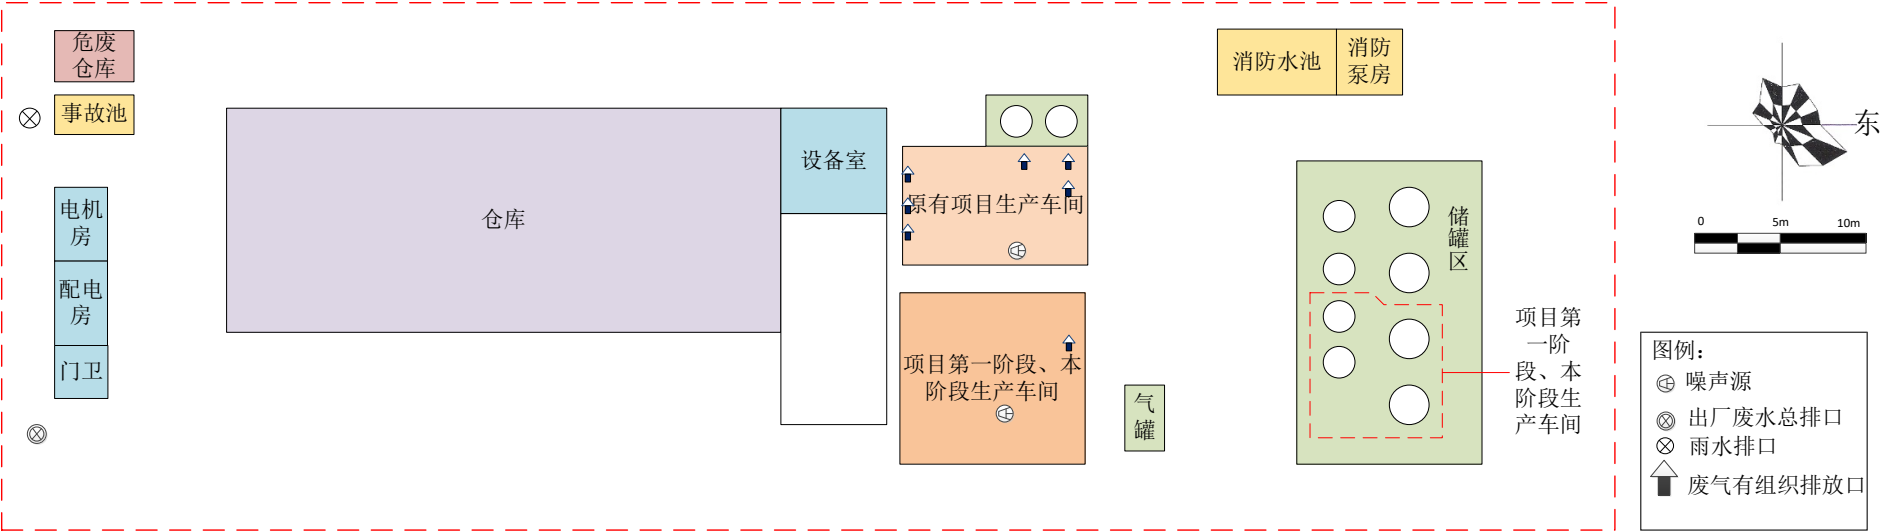 危废
仓库
事故池
电机
房
配电
房
门卫
仓库
设备室
原有项目生产车间
项目第一阶段、本
阶段生产车间
气
罐
消防水池
消防
泵房
储
罐
区
项目第
一阶
段、本
阶段生
产车间
东
0 5m 10m
图例：
噪声源
出厂废水总排口
雨水排口
废气有组织排放口